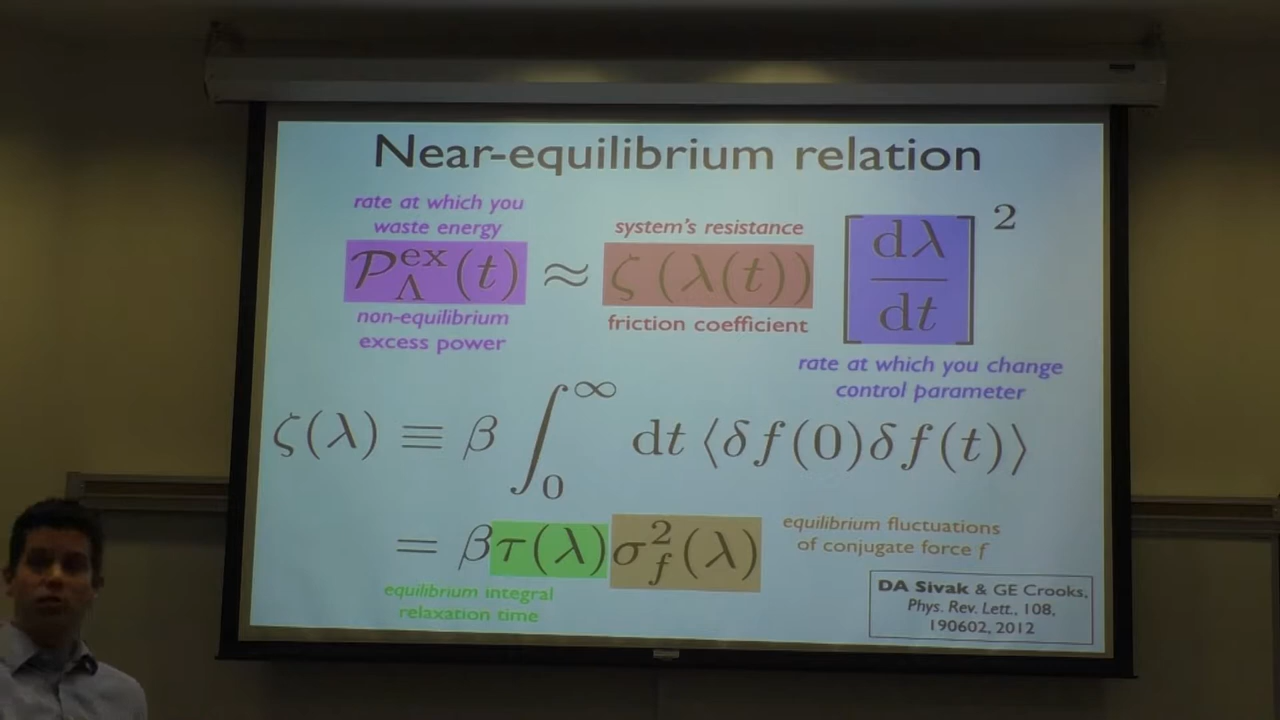 Near-equilibrium relation
rate at which you
waste energy
system's resistance
𝒫_Λ^ex(t) ≈ ζ(λ(t)) [dλ/dt]^2
non-equilibrium
excess power
friction coefficient
rate at which you change
control parameter
ζ(λ) ≡ β ∫_0^∞ dt ⟨δf(0)δf(t)⟩
= βτ(λ)σ_f^2(λ)
equilibrium fluctuations
of conjugate force f
equilibrium integral
relaxation time
DA Sivak & GE Crooks,
Phys. Rev. Lett., 108,
190602, 2012